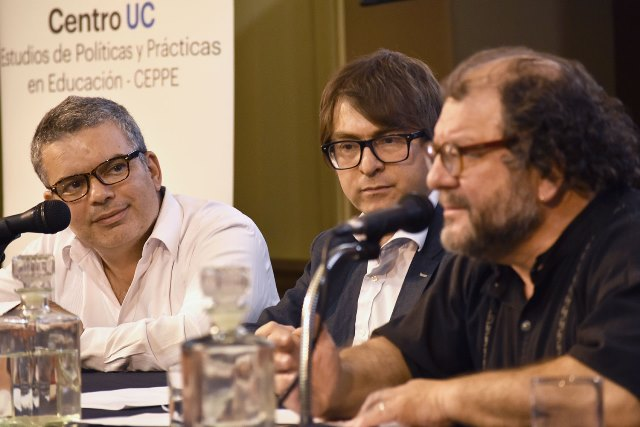 Centro UC
Estudios de Políticas y Prácticas
en Educación - CEPPE